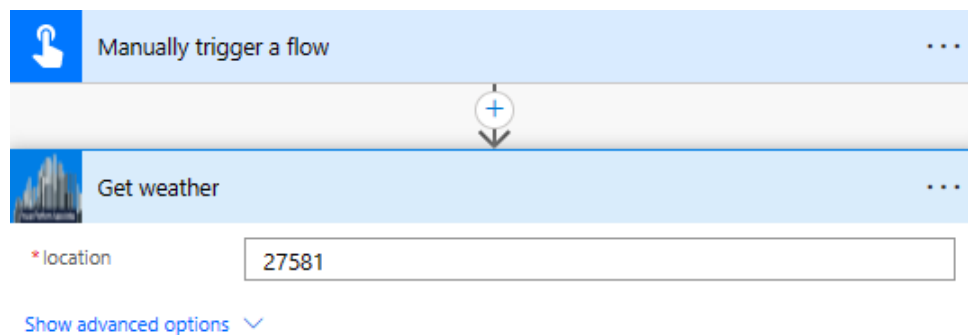 Manually trigger a flow
Get weather
*location
27581
Show advanced options